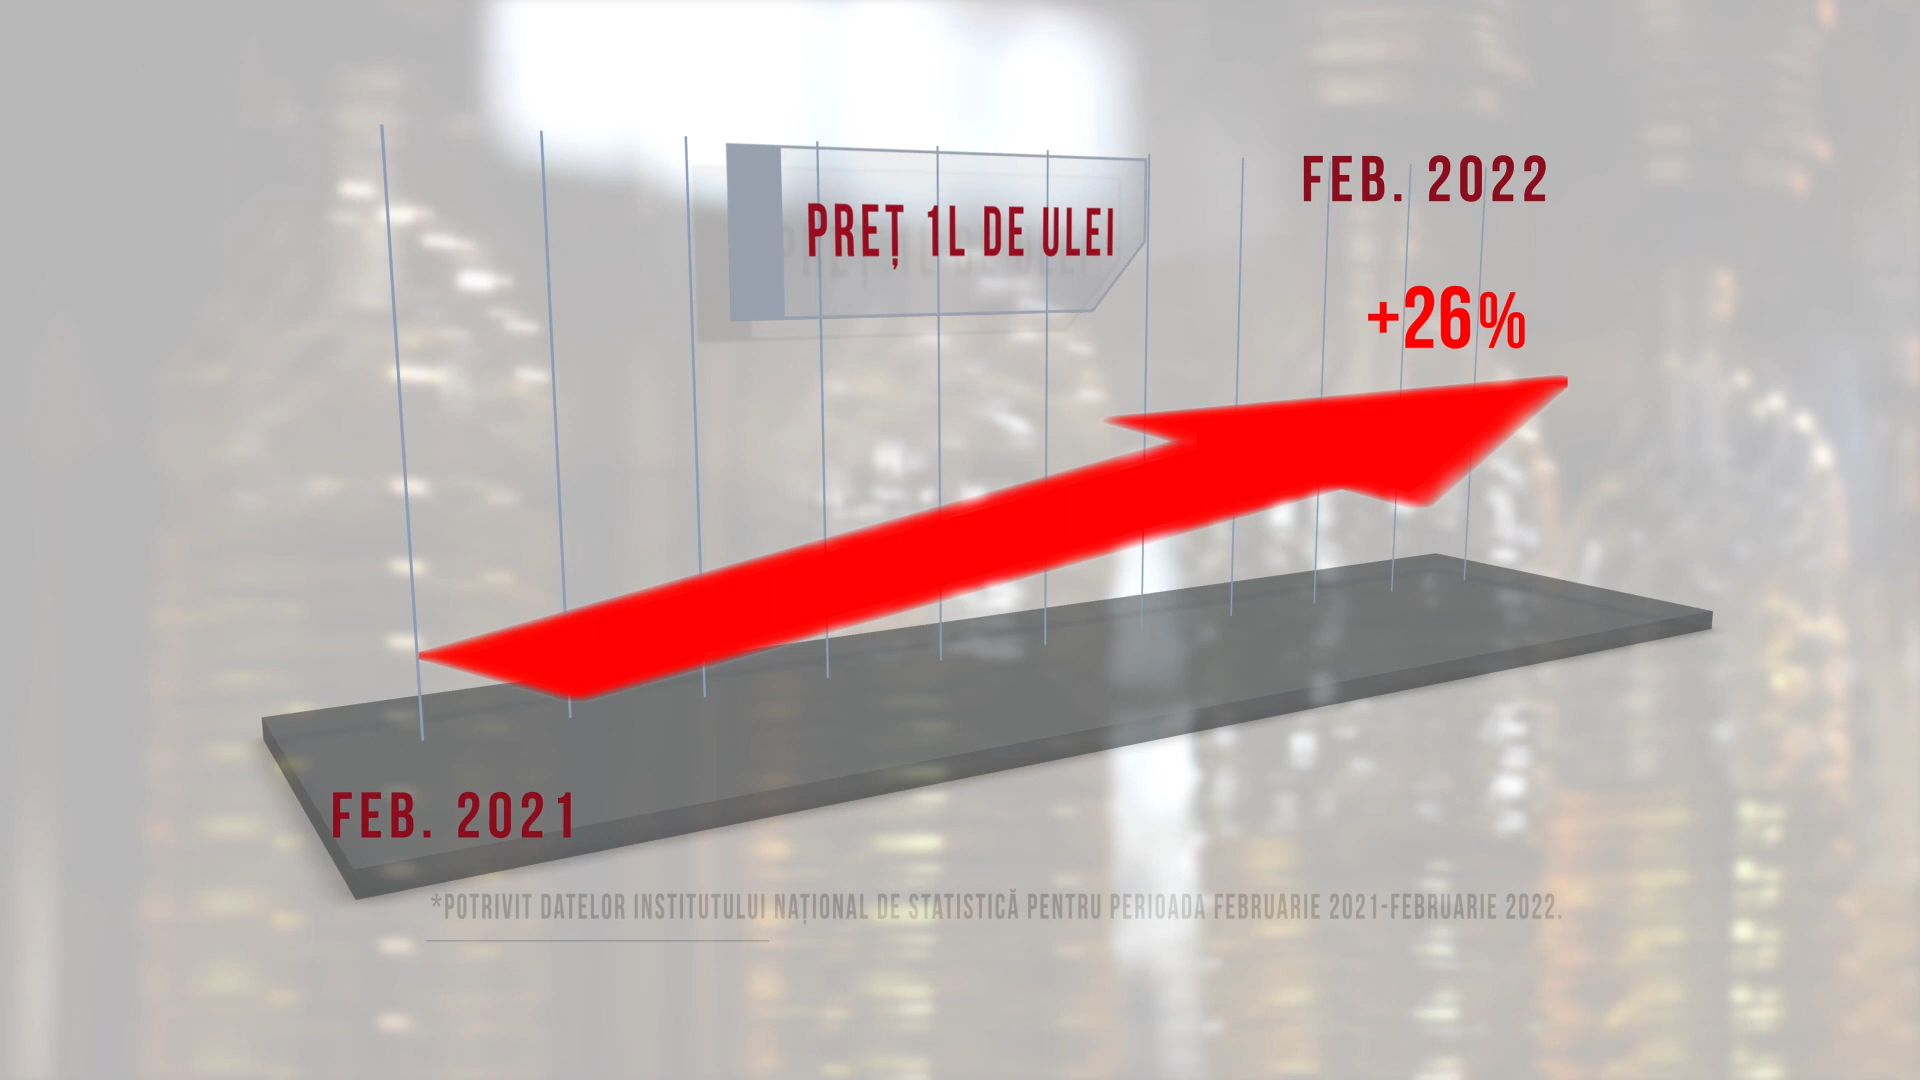 PREȚ 1L DE ULEI
FEB. 2022
+26%
FEB. 2021
*POTRIVIT DATELOR INSTITUTULUI NAȚIONAL DE STATISTICĂ PENTRU PERIOADA FEBRUARIE 2021-FEBRUARIE 2022.